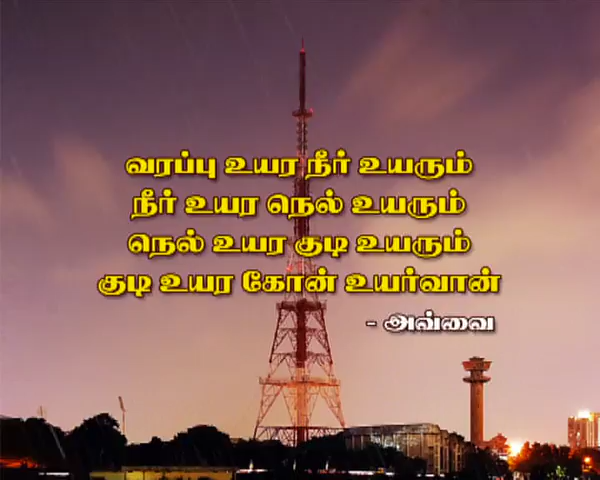 வரப்பு உயர நீர் உயரும்
நீர் உயர நெல் உயரும்
நெல் உயர குடி உயரும்
குடி உயர கோன் உயர்வான்
- அவ்வை